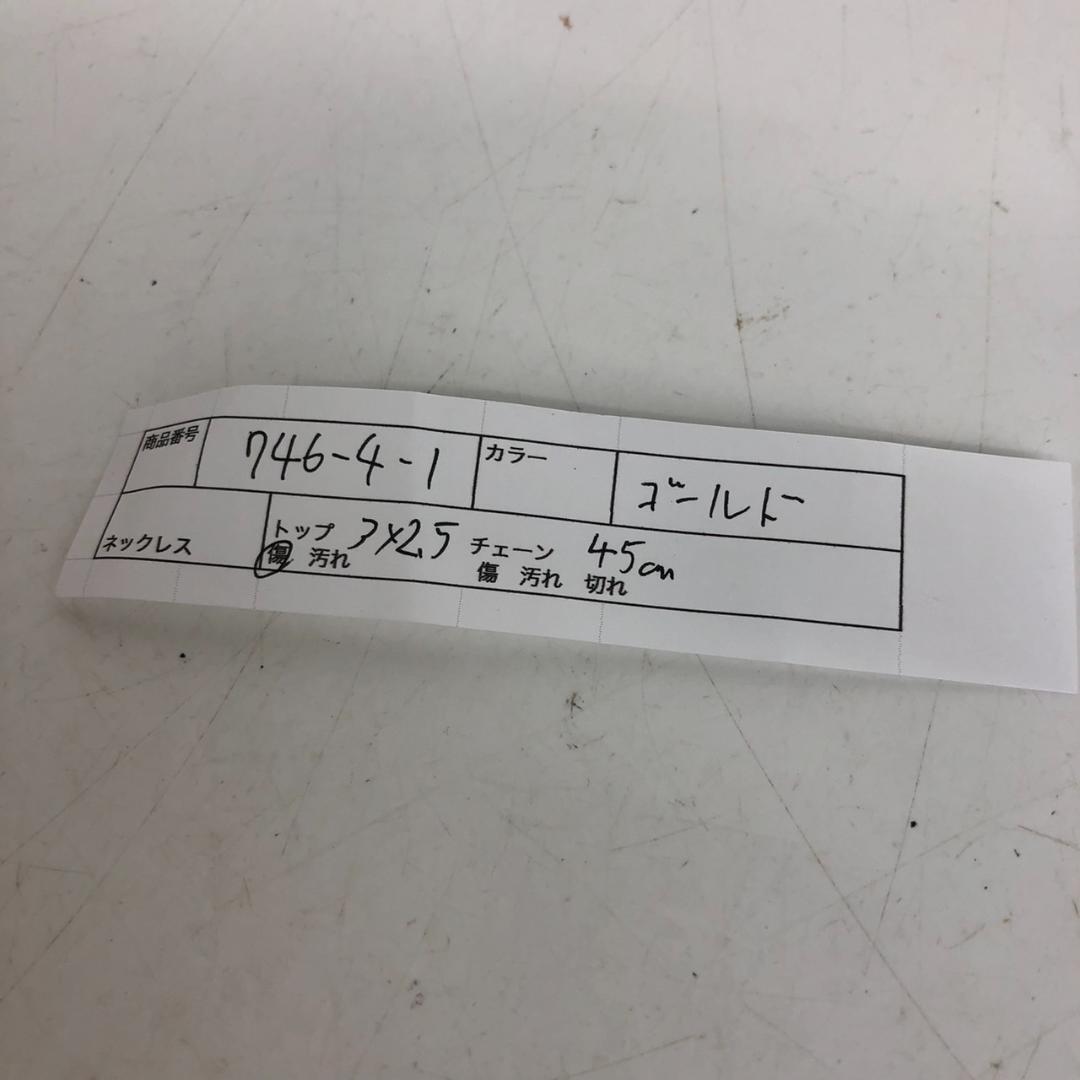 商品番号 746-4-1 カラー ゴールド
ネックレス トップ 3×2.5 チェーン 45cm
傷 汚れ 傷 汚れ 切れ